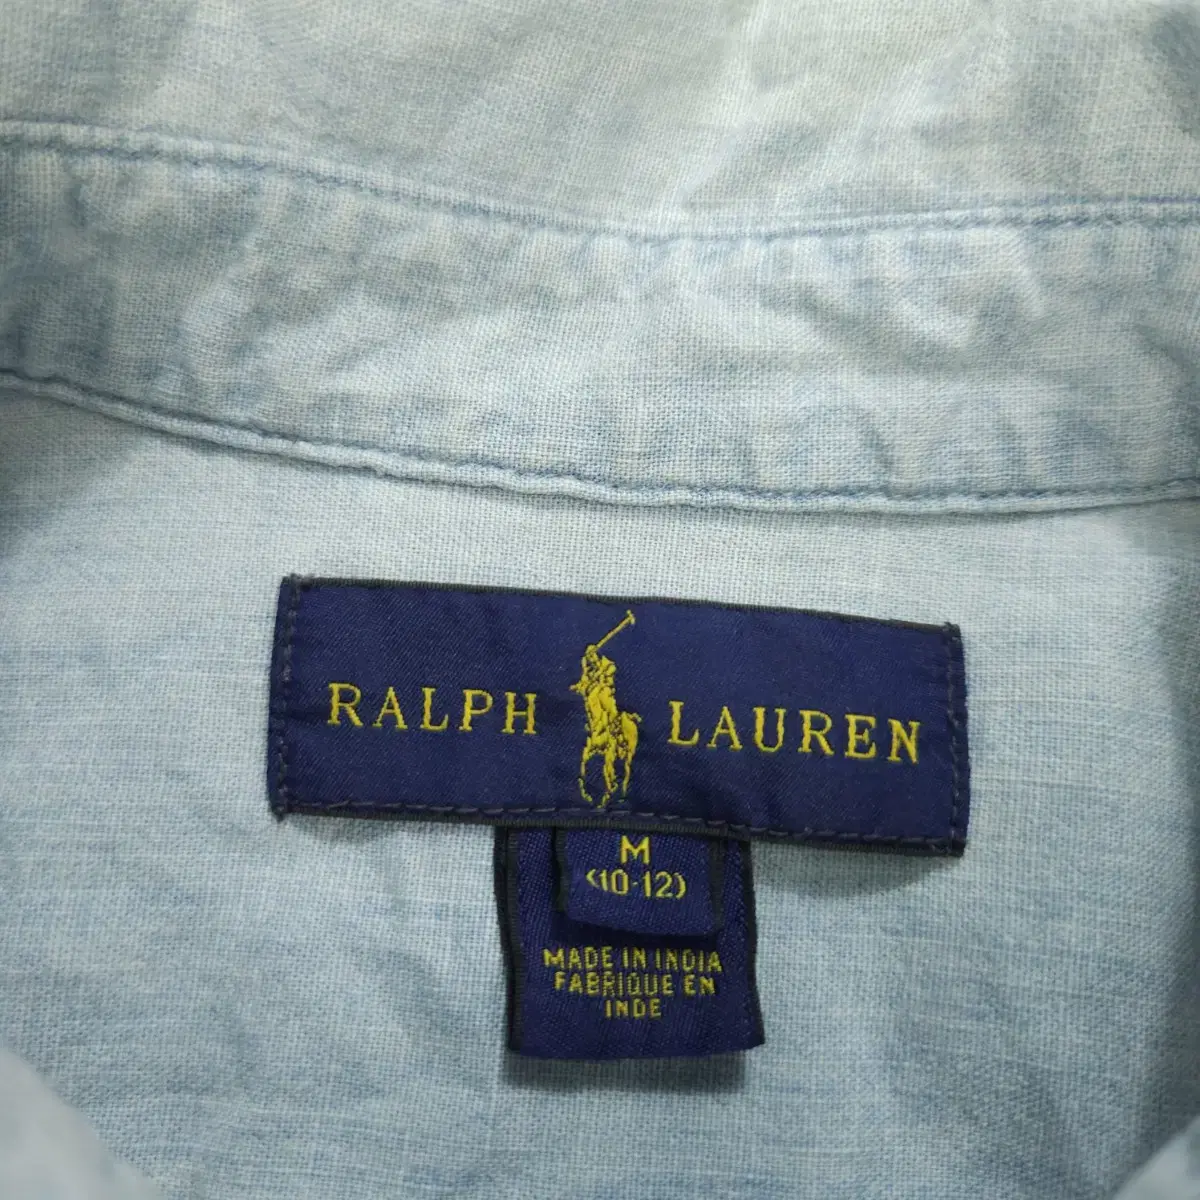 RALPH LAUREN
M
(10-12)
MADE IN INDIA
FABRIQUE EN
INDE